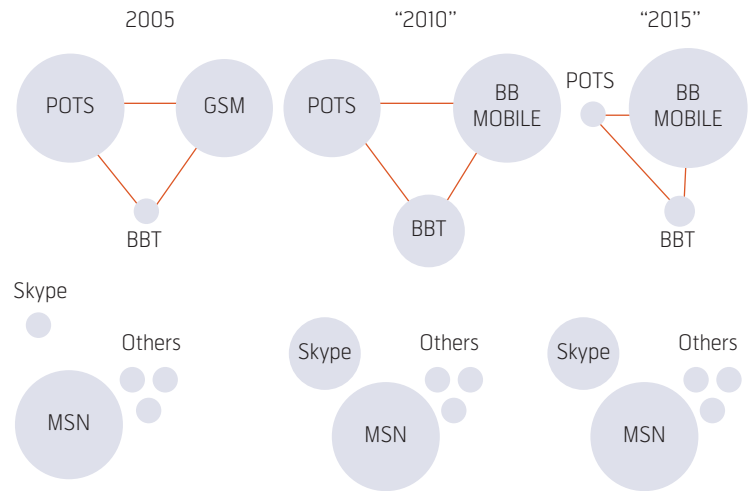 2005
“2010”
“2015”
POTS
GSM
BBT
POTS
BB
MOBILE
BBT
POTS
BB
MOBILE
BBT
Skype
Others
MSN
Skype
Others
MSN
Skype
Others
MSN